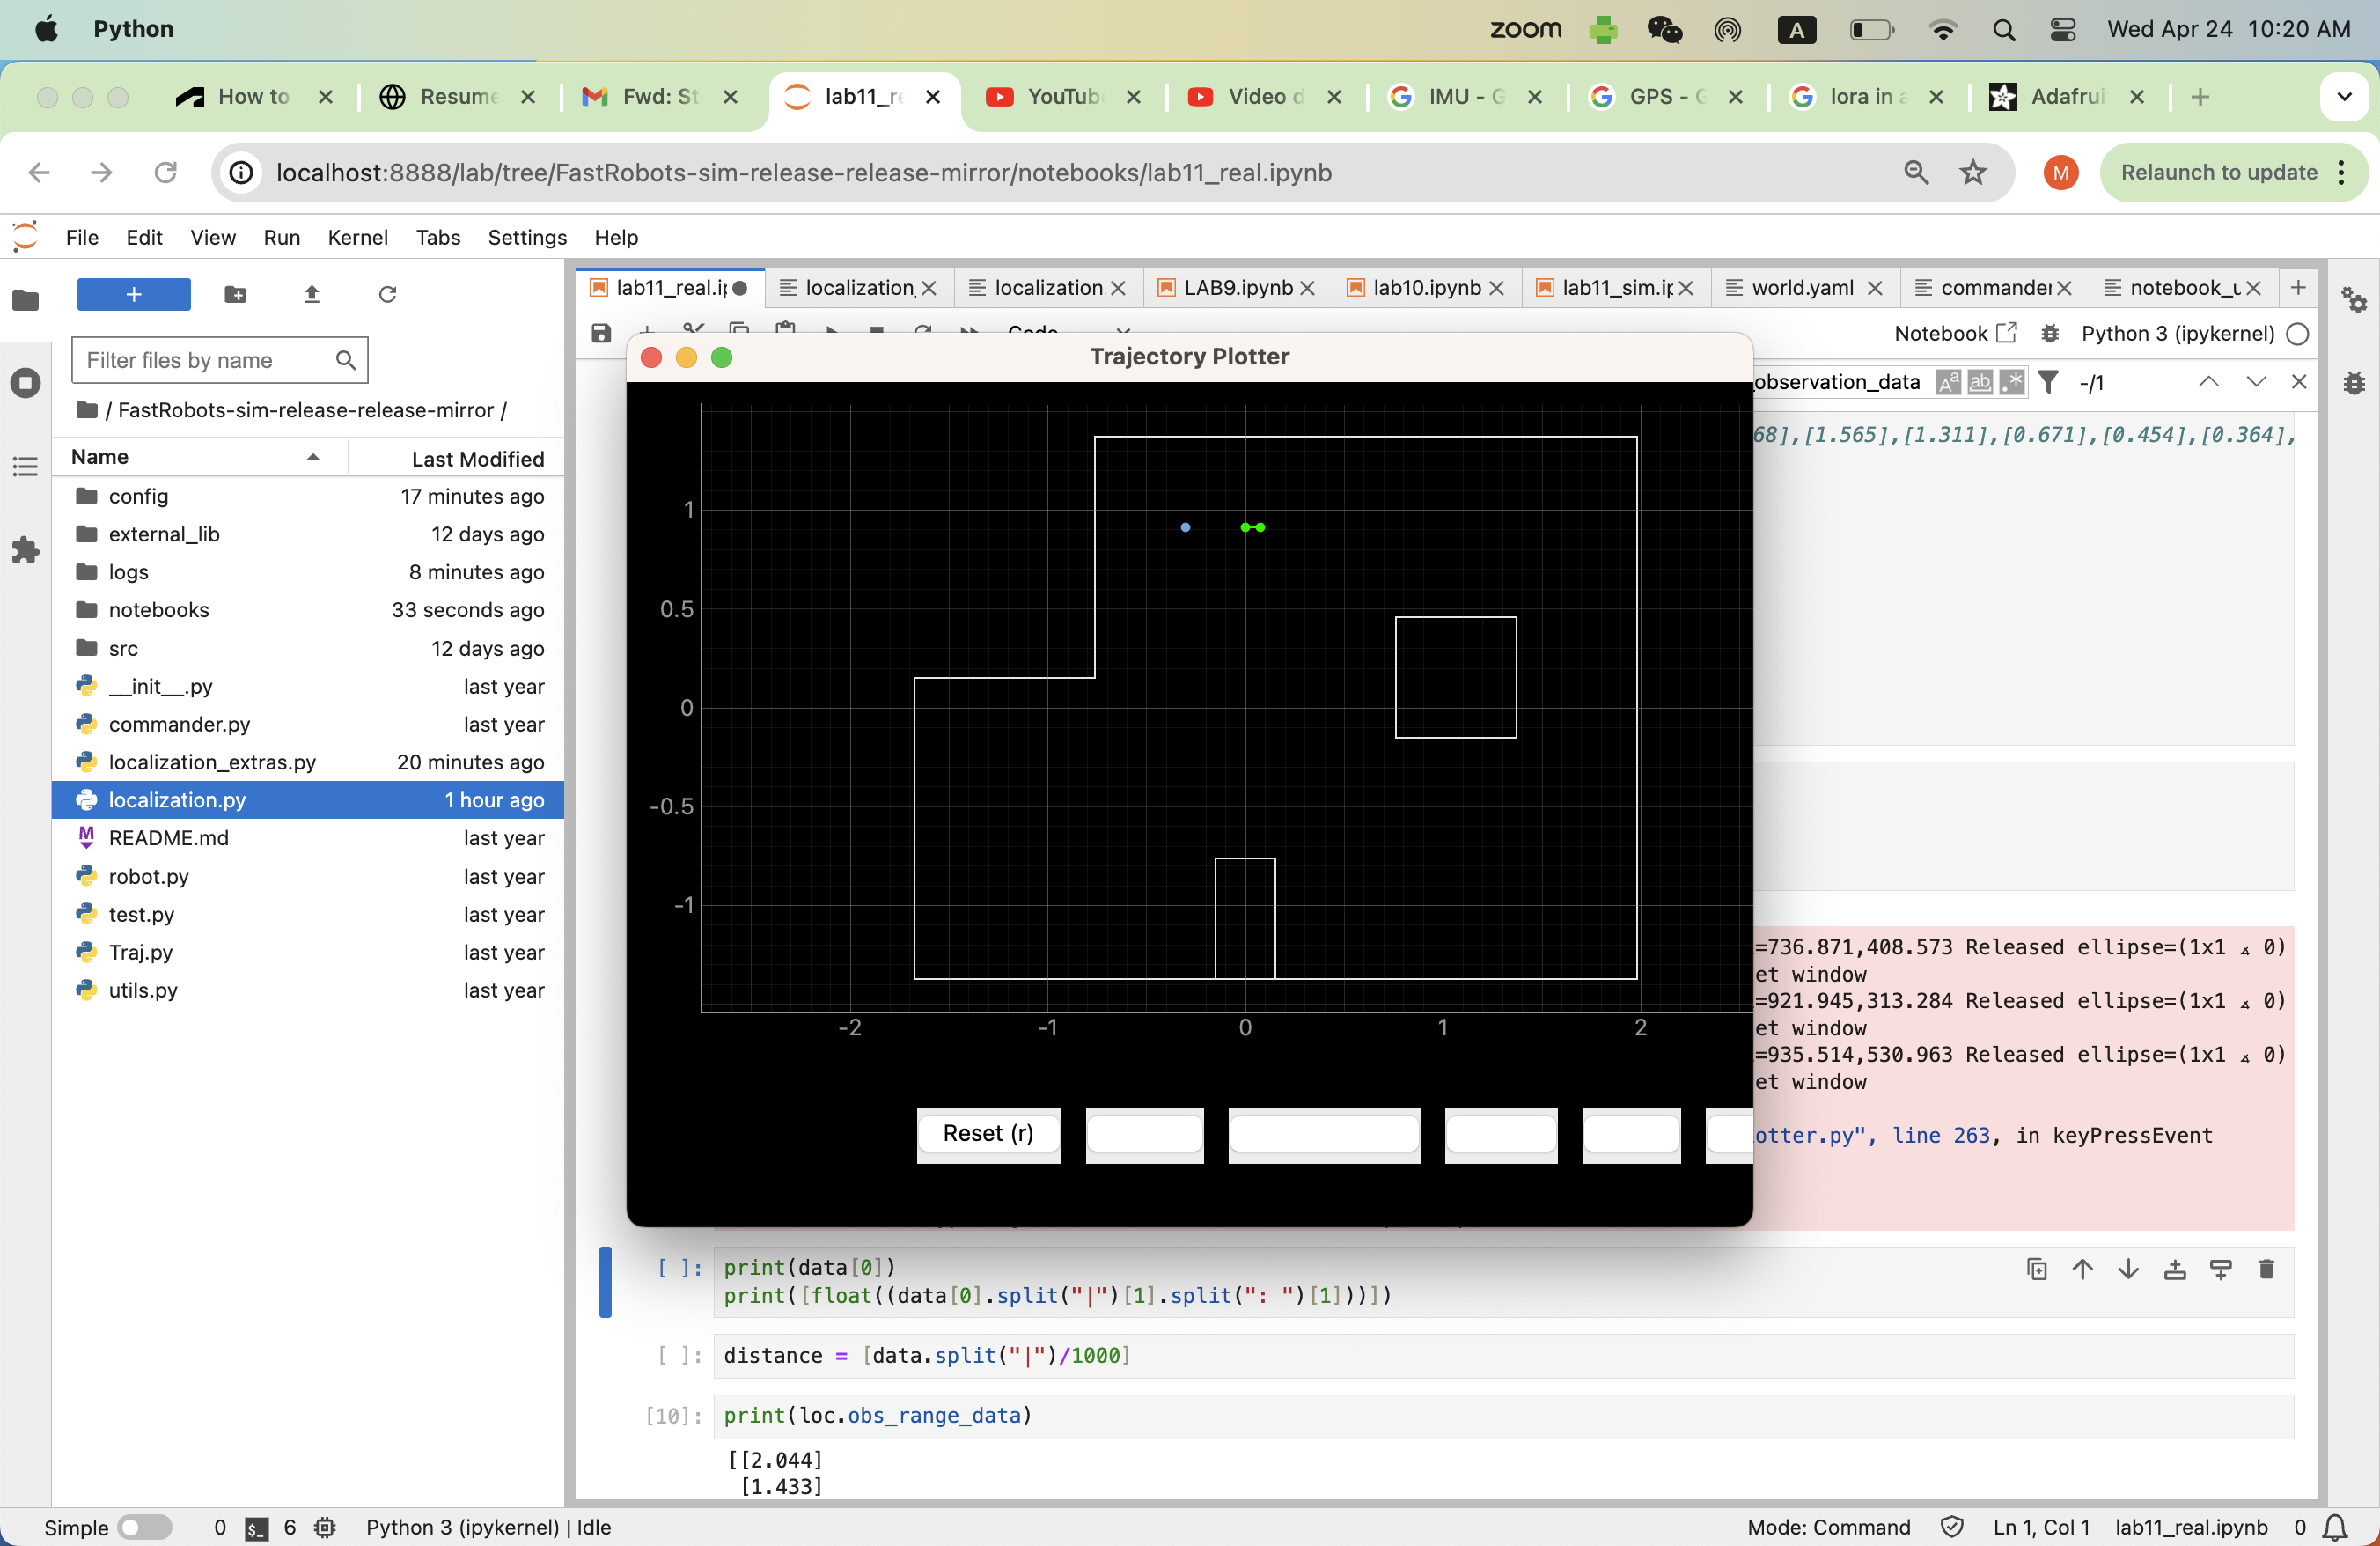 Python
zoom
A
Wed Apr 24 10:20 AM
How to
Resume
Fwd: St
lab11_re
YouTub
Video d
IMU - G
GPS - G
lora in a
Adafrui
localhost:8888/lab/tree/FastRobots-sim-release-release-mirror/notebooks/lab11_real.ipynb
M
Relaunch to update
File Edit View Run Kernel Tabs Settings Help
lab11_real.ip
localization_
localization
LAB9.ipynb
lab10.ipynb
lab11_sim.ip
world.yaml
commander
notebook_u
Code
Notebook
Python 3 (ipykernel)
Filter files by name
/ FastRobots-sim-release-release-mirror /
Name Last Modified
config 17 minutes ago
external_lib 12 days ago
logs 8 minutes ago
notebooks 33 seconds ago
src 12 days ago
__init__.py last year
commander.py last year
localization_extras.py 20 minutes ago
localization.py 1 hour ago
README.md last year
robot.py last year
test.py last year
Traj.py last year
utils.py last year
Trajectory Plotter
1
0.5
0
-0.5
-1
-2 -1 0 1 2
Reset (r)
observation_data
-/1
68],[1.565],[1.311],[0.671],[0.454],[0.364],
=736.871,408.573 Released ellipse=(1x1 ∡ 0)
et window
=921.945,313.284 Released ellipse=(1x1 ∡ 0)
et window
=935.514,530.963 Released ellipse=(1x1 ∡ 0)
et window
otter.py", line 263, in keyPressEvent
[ ]: print(data[0])
print([float((data[0].split("|")[1].split(": ")[1]))])
[ ]: distance = [data.split("|")/1000]
[10]: print(loc.obs_range_data)
[[2.044]
[1.433]
Simple 0 6 Python 3 (ipykernel) | Idle
Mode: Command Ln 1, Col 1 lab11_real.ipynb 0